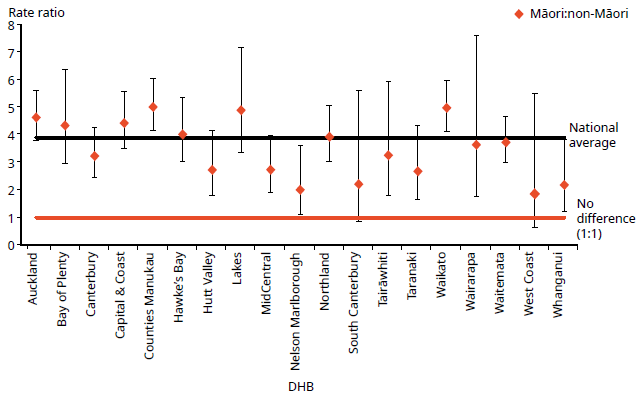 Rate ratio
Māori:non-Māori
8
7
6
5
4
3
2
1
0
National
average
No
difference
(1:1)
Auckland
Bay of Plenty
Canterbury
Capital & Coast
Counties Manukau
Hawke's Bay
Hutt Valley
Lakes
MidCentral
Nelson Marlborough
Northland
South Canterbury
Tairāwhiti
Taranaki
Waikato
Wairarapa
Waitemata
West Coast
Whanganui
DHB